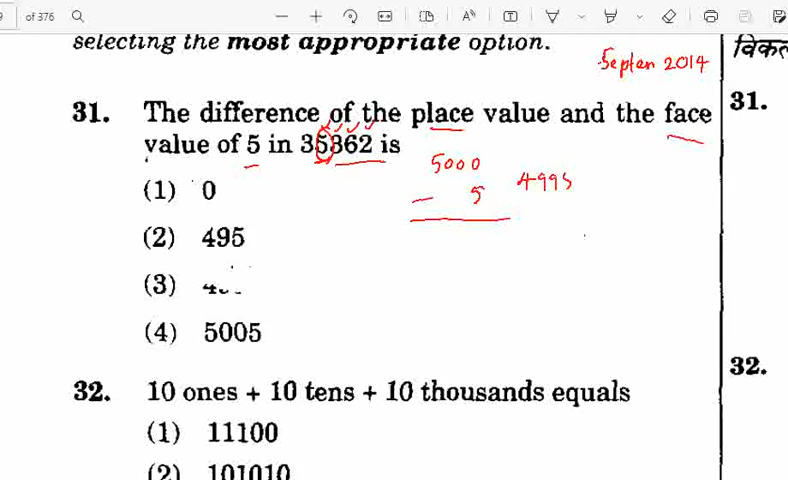 of 376
selecting the most appropriate option.
Septem 2014
31. The difference of the place value and the face
value of 5 in 35362 is
5000
(1) 0
- 5 4995
(2) 495
(3)
(4) 5005
32. 10 ones + 10 tens + 10 thousands equals
(1) 11100
(2) 101010
31.
32.